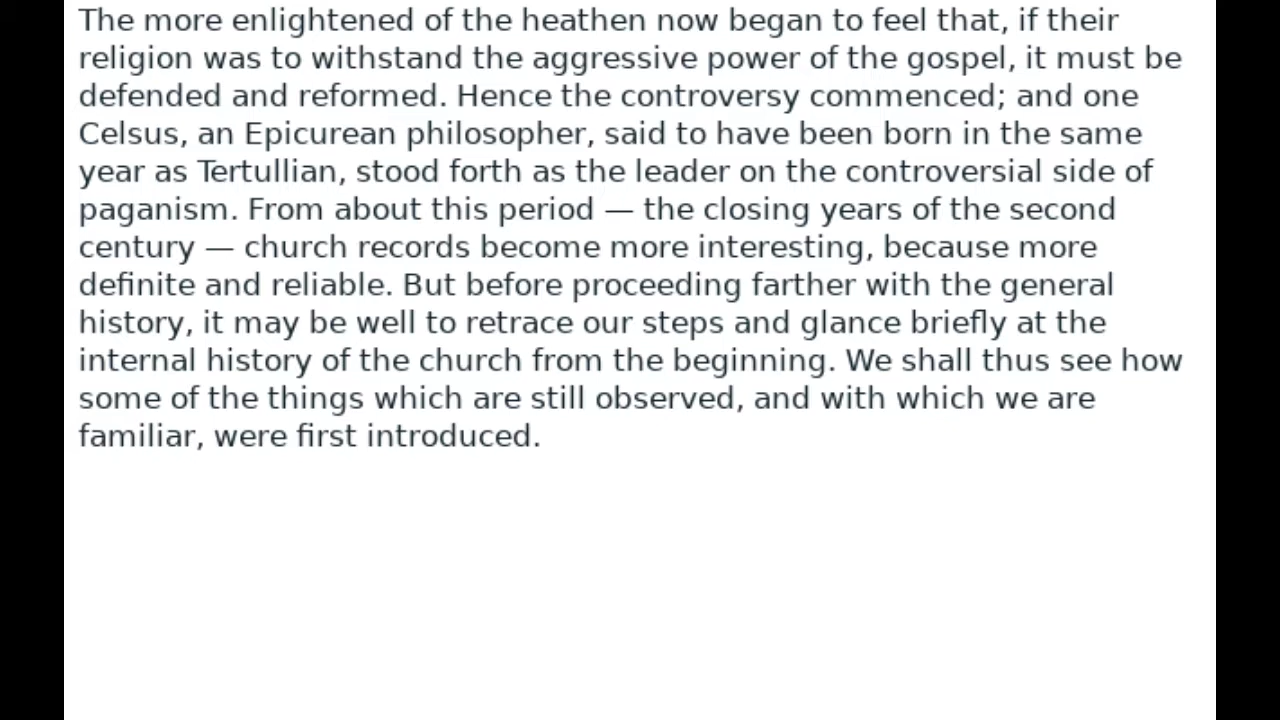 The more enlightened of the heathen now began to feel that, if their
religion was to withstand the aggressive power of the gospel, it must be
defended and reformed. Hence the controversy commenced; and one
Celsus, an Epicurean philosopher, said to have been born in the same
year as Tertullian, stood forth as the leader on the controversial side of
paganism. From about this period — the closing years of the second
century — church records become more interesting, because more
definite and reliable. But before proceeding farther with the general
history, it may be well to retrace our steps and glance briefly at the
internal history of the church from the beginning. We shall thus see how
some of the things which are still observed, and with which we are
familiar, were first introduced.